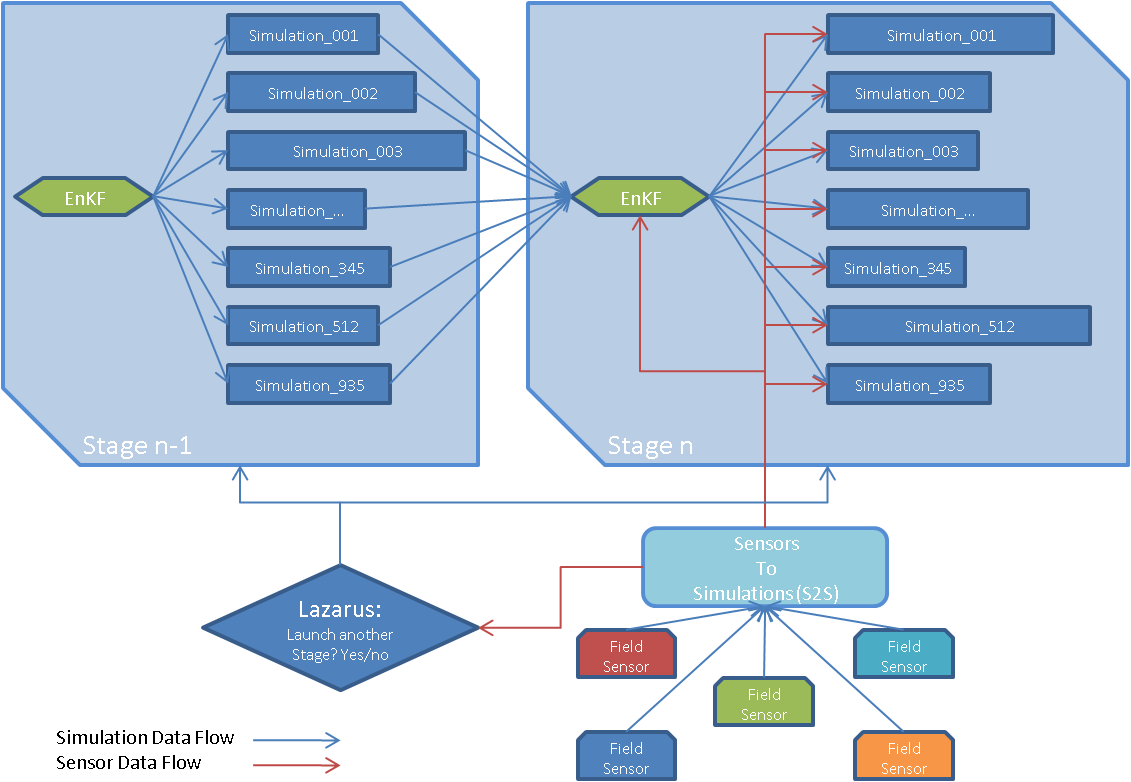 Simulation_001
Simulation_002
Simulation_003
EnKF
Simulation_...
Simulation_345
Simulation_512
Simulation_935
Stage n-1
Simulation_001
Simulation_002
Simulation_003
EnKF
Simulation_...
Simulation_345
Simulation_512
Simulation_935
Stage n
Sensors
To
Simulations(S2S)
Lazarus:
Launch another
Stage? Yes/no
Field
Sensor
Field
Sensor
Field
Sensor
Field
Sensor
Field
Sensor
Simulation Data Flow
Sensor Data Flow